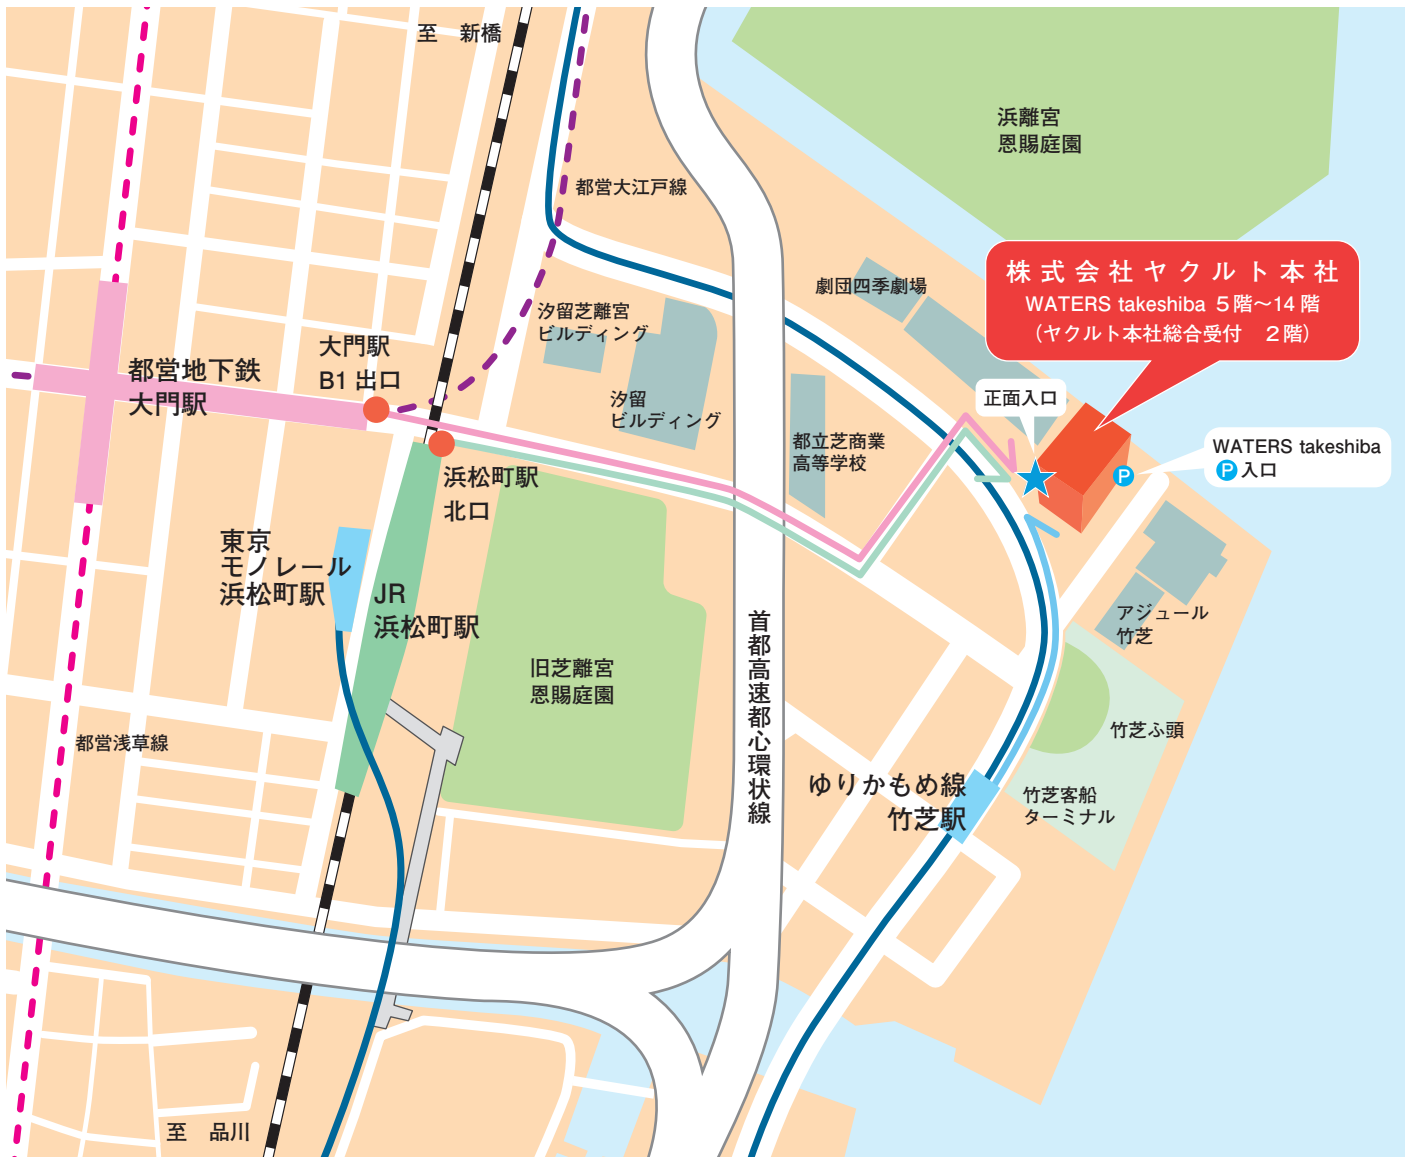 至 新橋
浜離宮
恩賜庭園
都営大江戸線
株式会社ヤクルト本社
WATERS takeshiba 5階〜14階
（ヤクルト本社総合受付 2階）
劇団四季劇場
汐留芝離宮
ビルディング
大門駅
B1出口
都営地下鉄
大門駅
汐留
ビルディング
正面入口
都立芝商業
高等学校
WATERS takeshiba
P入口
P
浜松町駅
北口
東京
モノレール
浜松町駅
JR
浜松町駅
アジュール
竹芝
首都高速都心環状線
旧芝離宮
恩賜庭園
竹芝ふ頭
都営浅草線
ゆりかもめ線
竹芝駅
竹芝客船
ターミナル
至 品川